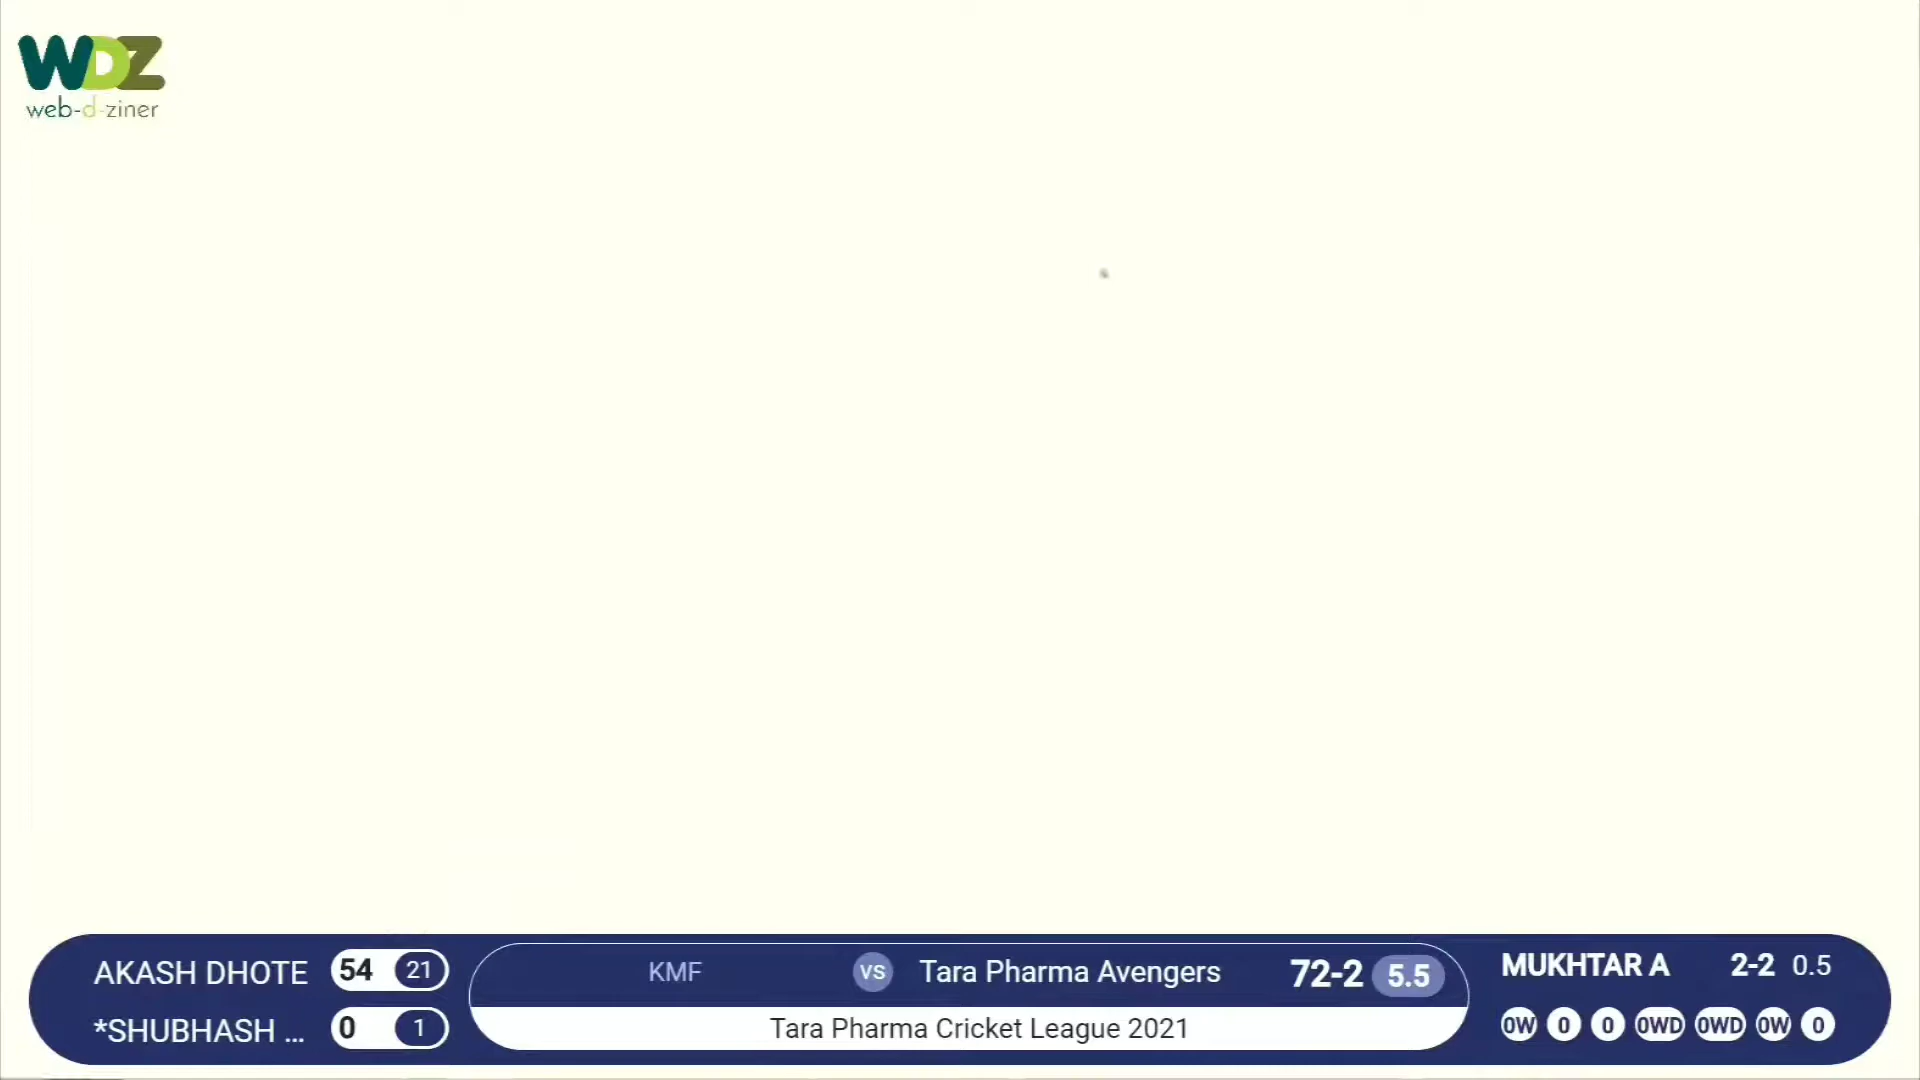 WDZ
web-d-ziner
AKASH DHOTE 54 21
*SHUBHASH ... 0 1
KMF VS Tara Pharma Avengers 72-2 5.5
Tara Pharma Cricket League 2021
MUKHTAR A 2-2 0.5
0W 0 0 0WD 0WD 0W 0